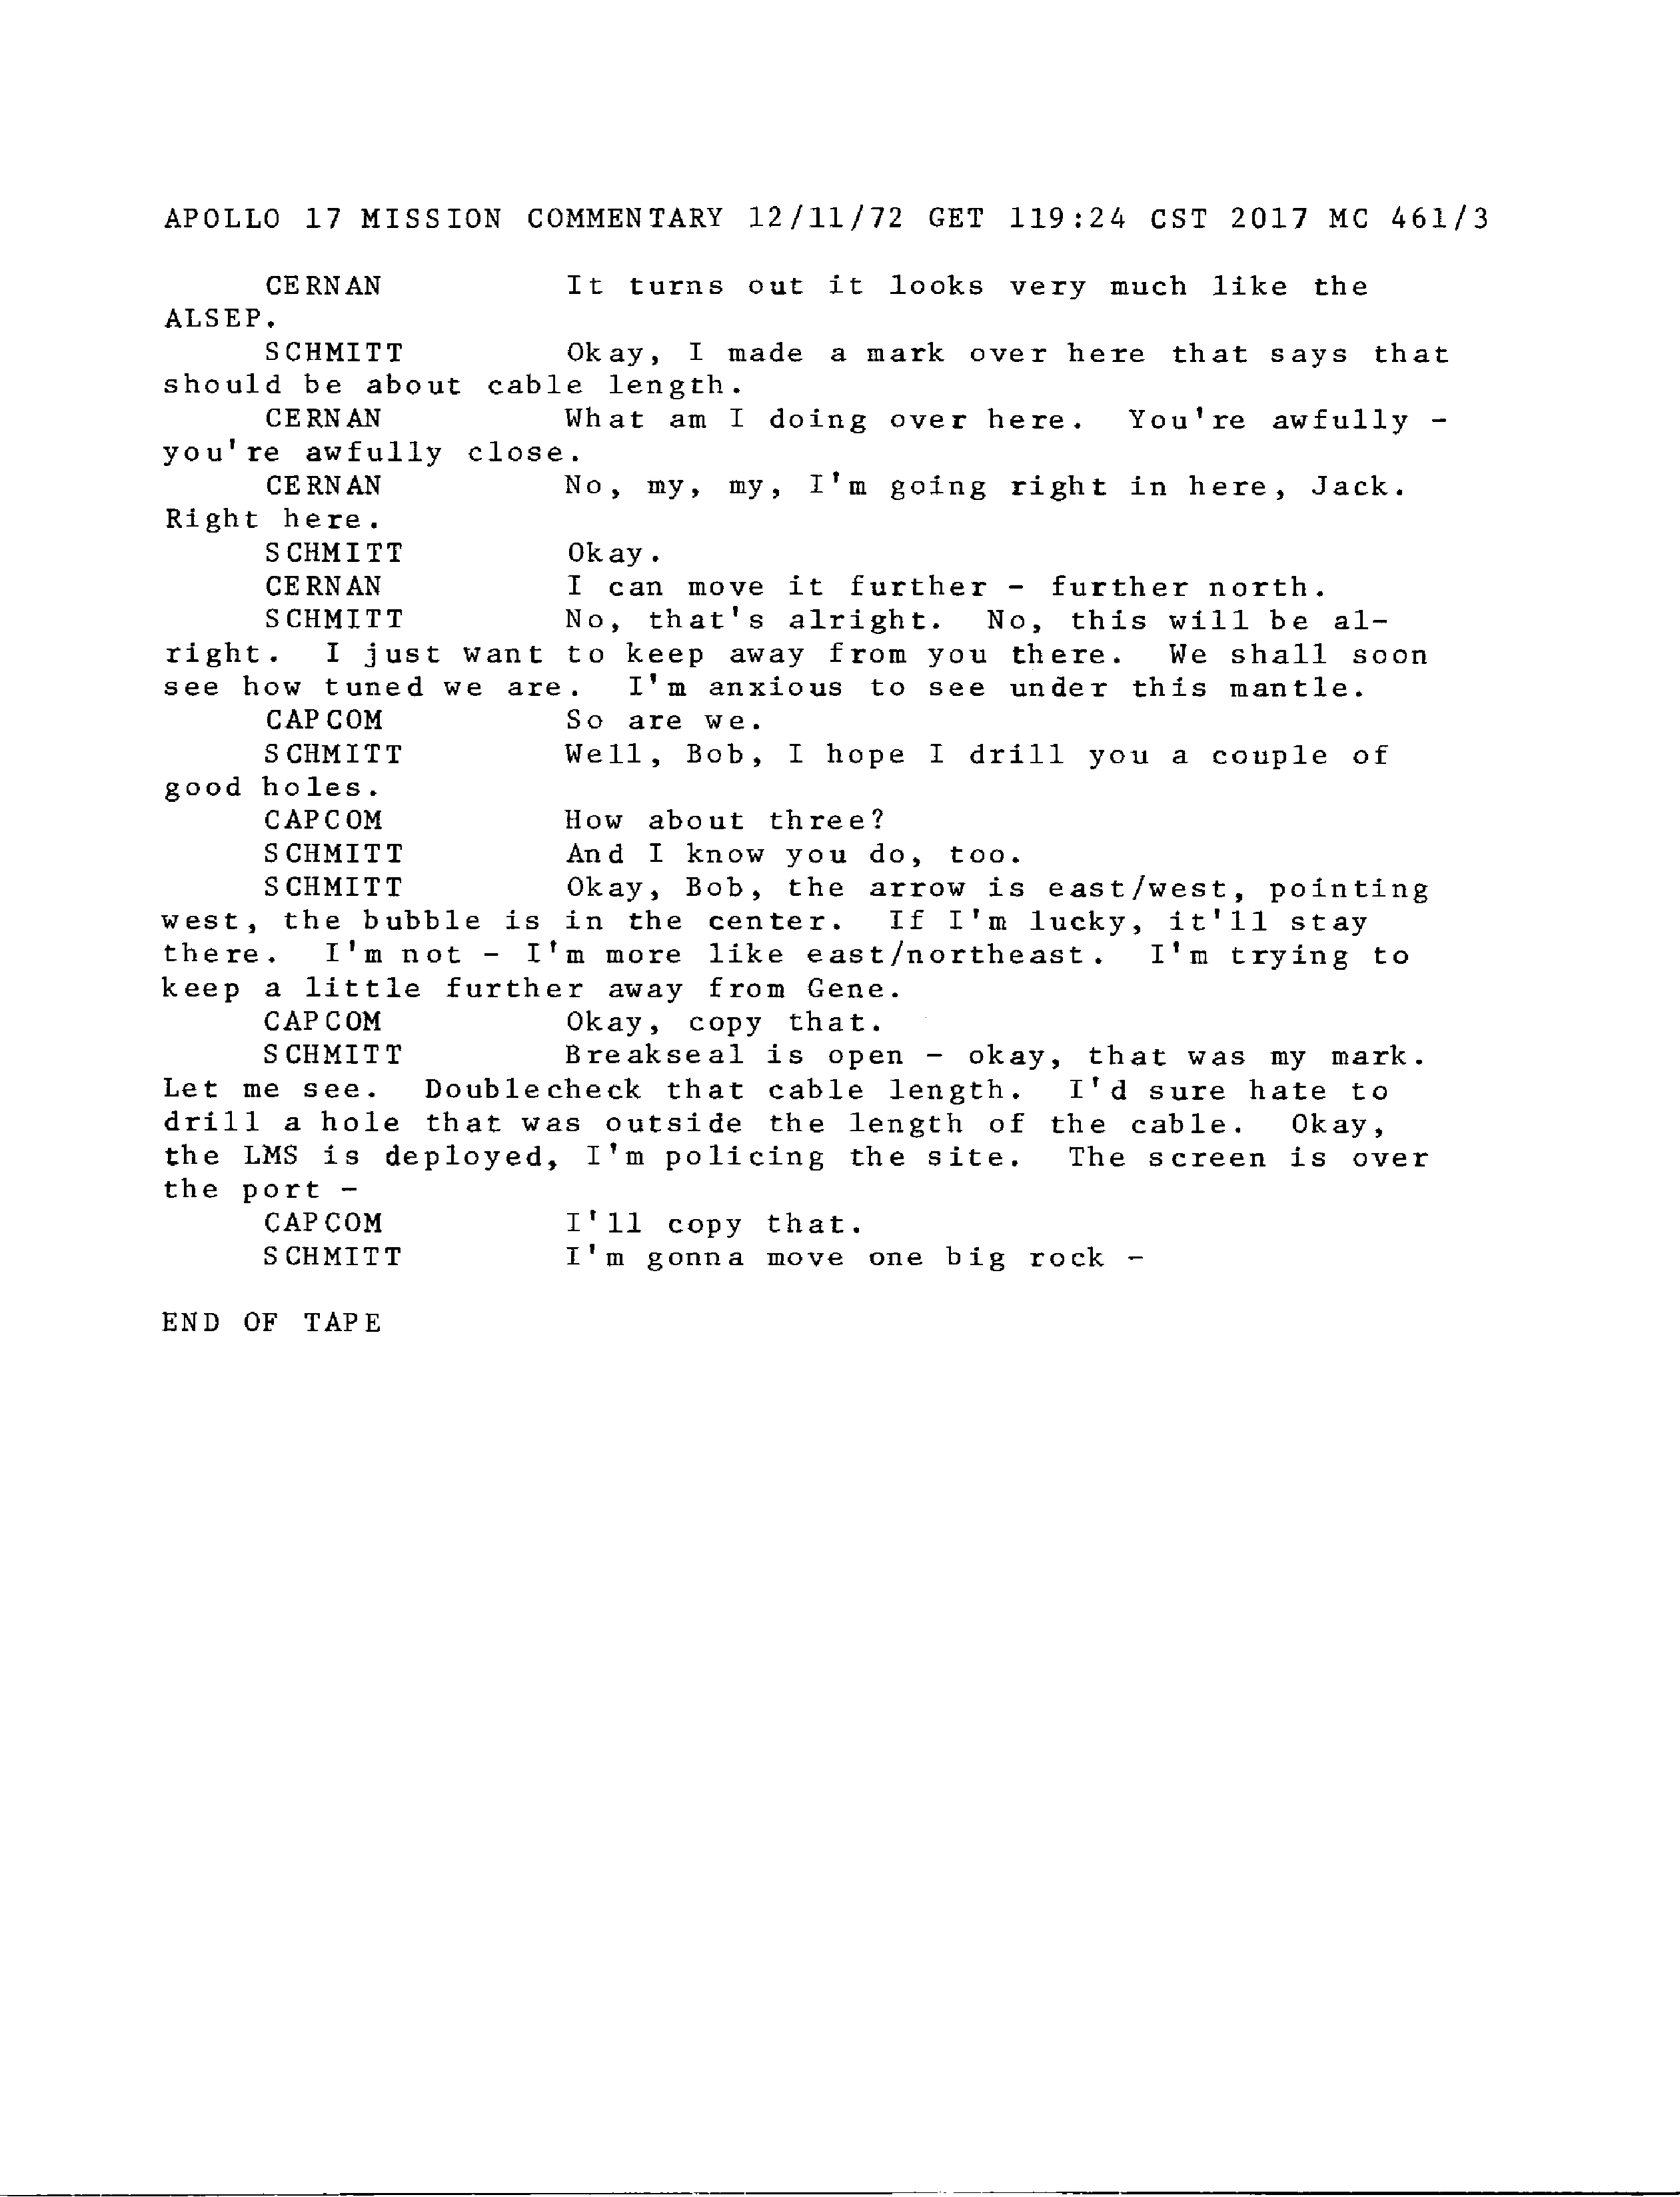 APOLLO 17 MISSION COMMENTARY 12/11/72 GET 119:24 CST 2017 MC 461/3
CERNAN It turns out it looks very much like the
ALSEP.
SCHMITT Okay, I made a mark over here that says that
should be about cable length.
CERNAN What am I doing over here. You're awfully -
you're awfully close.
CERNAN No, my, my, I'm going right in here, Jack.
Right here.
SCHMITT Okay.
CERNAN I can move it further - further north.
SCHMITT No, that's alright. No, this will be al-
right. I just want to keep away from you there. We shall soon
see how tuned we are. I'm anxious to see under this mantle.
CAPCOM So are we.
SCHMITT Well, Bob, I hope I drill you a couple of
good holes.
CAPCOM How about three?
SCHMITT And I know you do, too.
SCHMITT Okay, Bob, the arrow is east/west, pointing
west, the bubble is in the center. If I'm lucky, it'll stay
there. I'm not - I'm more like east/northeast. I'm trying to
keep a little further away from Gene.
CAPCOM Okay, copy that.
SCHMITT Breakseal is open - okay, that was my mark.
Let me see. Doublecheck that cable length. I'd sure hate to
drill a hole that was outside the length of the cable. Okay,
the LMS is deployed, I'm policing the site. The screen is over
the port -
CAPCOM I'll copy that.
SCHMITT I'm gonna move one big rock -
END OF TAPE